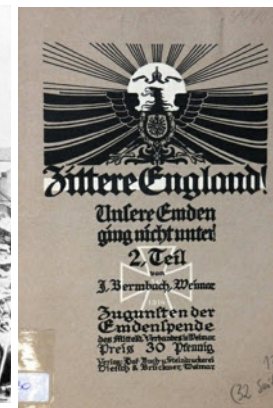 Zittere England!
Unsere Emden
ging nicht unter!
2. Teil
von
J. Bermbach, Weimar
1914
Zugunsten der
Emdenspende
des Mitteld. Verbandes in Weimar
Preis 30 Pfennig
Verlag: Das Buch u. Steindruckerei
Dietsch & Brückner, Weimar